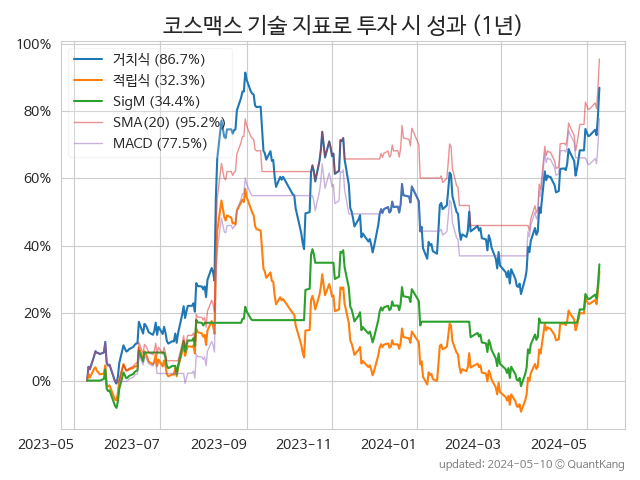 코스맥스 기술 지표로 투자 시 성과 (1년)
100%
80%
60%
40%
20%
0%
거치식 (86.7%)
적립식 (32.3%)
SigM (34.4%)
SMA(20) (95.2%)
MACD (77.5%)
2023-05
2023-07
2023-09
2023-11
2024-01
2024-03
2024-05
updated: 2024-05-10 © QuantKang